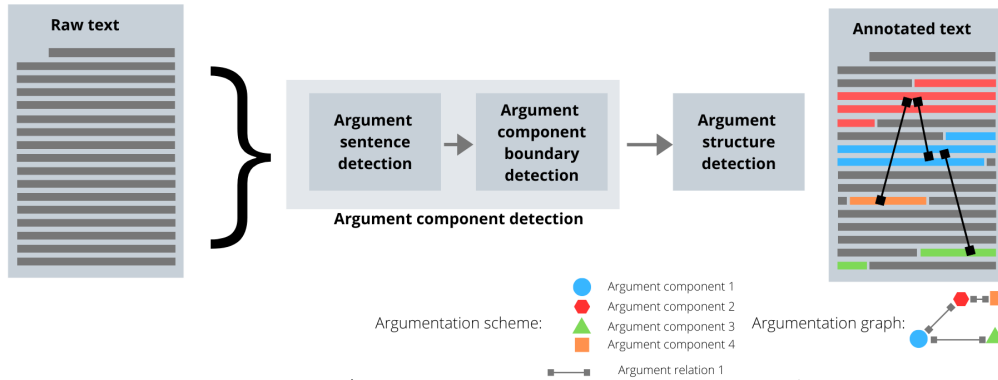 Raw text
Annotated text
Argument
sentence
detection
Argument
component
boundary
detection
Argument
structure
detection
Argument component detection
Argumentation scheme:
Argument component 1
Argument component 2
Argument component 3
Argument component 4
Argument relation 1
Argumentation graph: